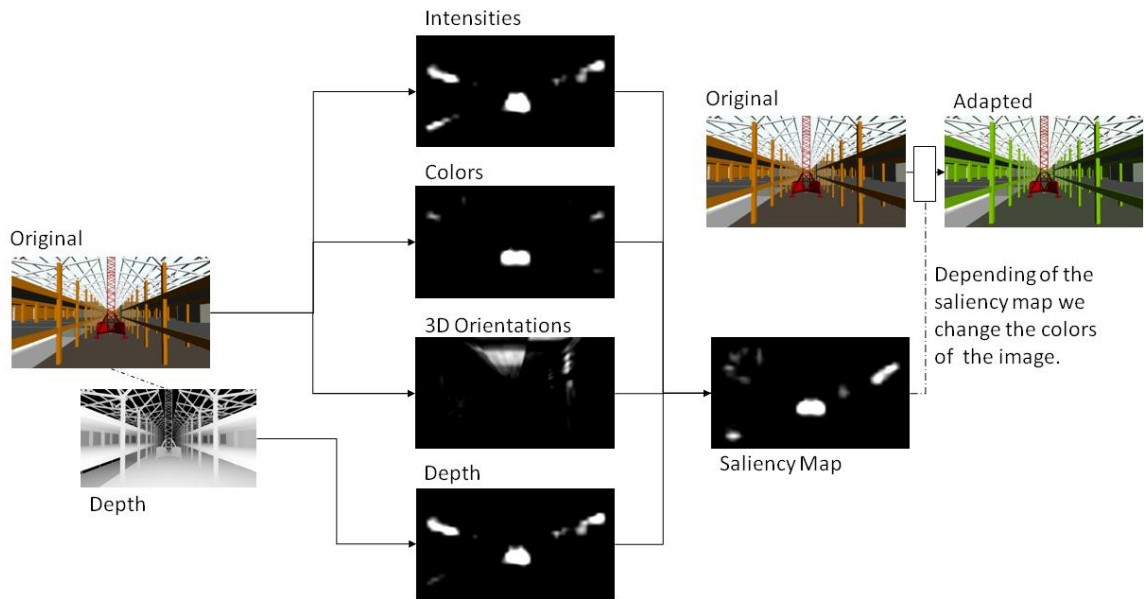 Intensities
Original
Adapted
Colors
Original
Depending of the
saliency map we
change the colors
of the image.
3D Orientations
Saliency Map
Depth
Depth